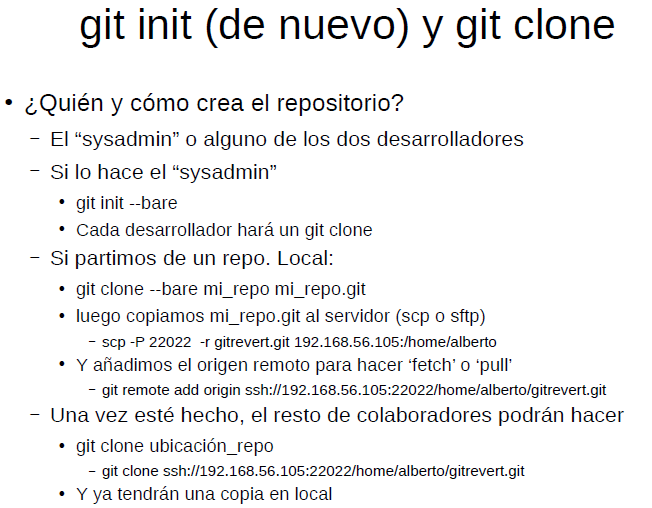 git init (de nuevo) y git clone
• ¿Quién y cómo crea el repositorio?
– El “sysadmin” o alguno de los dos desarrolladores
– Si lo hace el “sysadmin”
• git init --bare
• Cada desarrollador hará un git clone
– Si partimos de un repo. Local:
• git clone --bare mi_repo mi_repo.git
• luego copiamos mi_repo.git al servidor (scp o sftp)
– scp -P 22022  -r gitrevert.git 192.168.56.105:/home/alberto
• Y añadimos el origen remoto para hacer ‘fetch’ o ‘pull’
– git remote add origin ssh://192.168.56.105:22022/home/alberto/gitrevert.git
– Una vez esté hecho, el resto de colaboradores podrán hacer
• git clone ubicación_repo
– git clone ssh://192.168.56.105:22022/home/alberto/gitrevert.git
• Y ya tendrán una copia en local